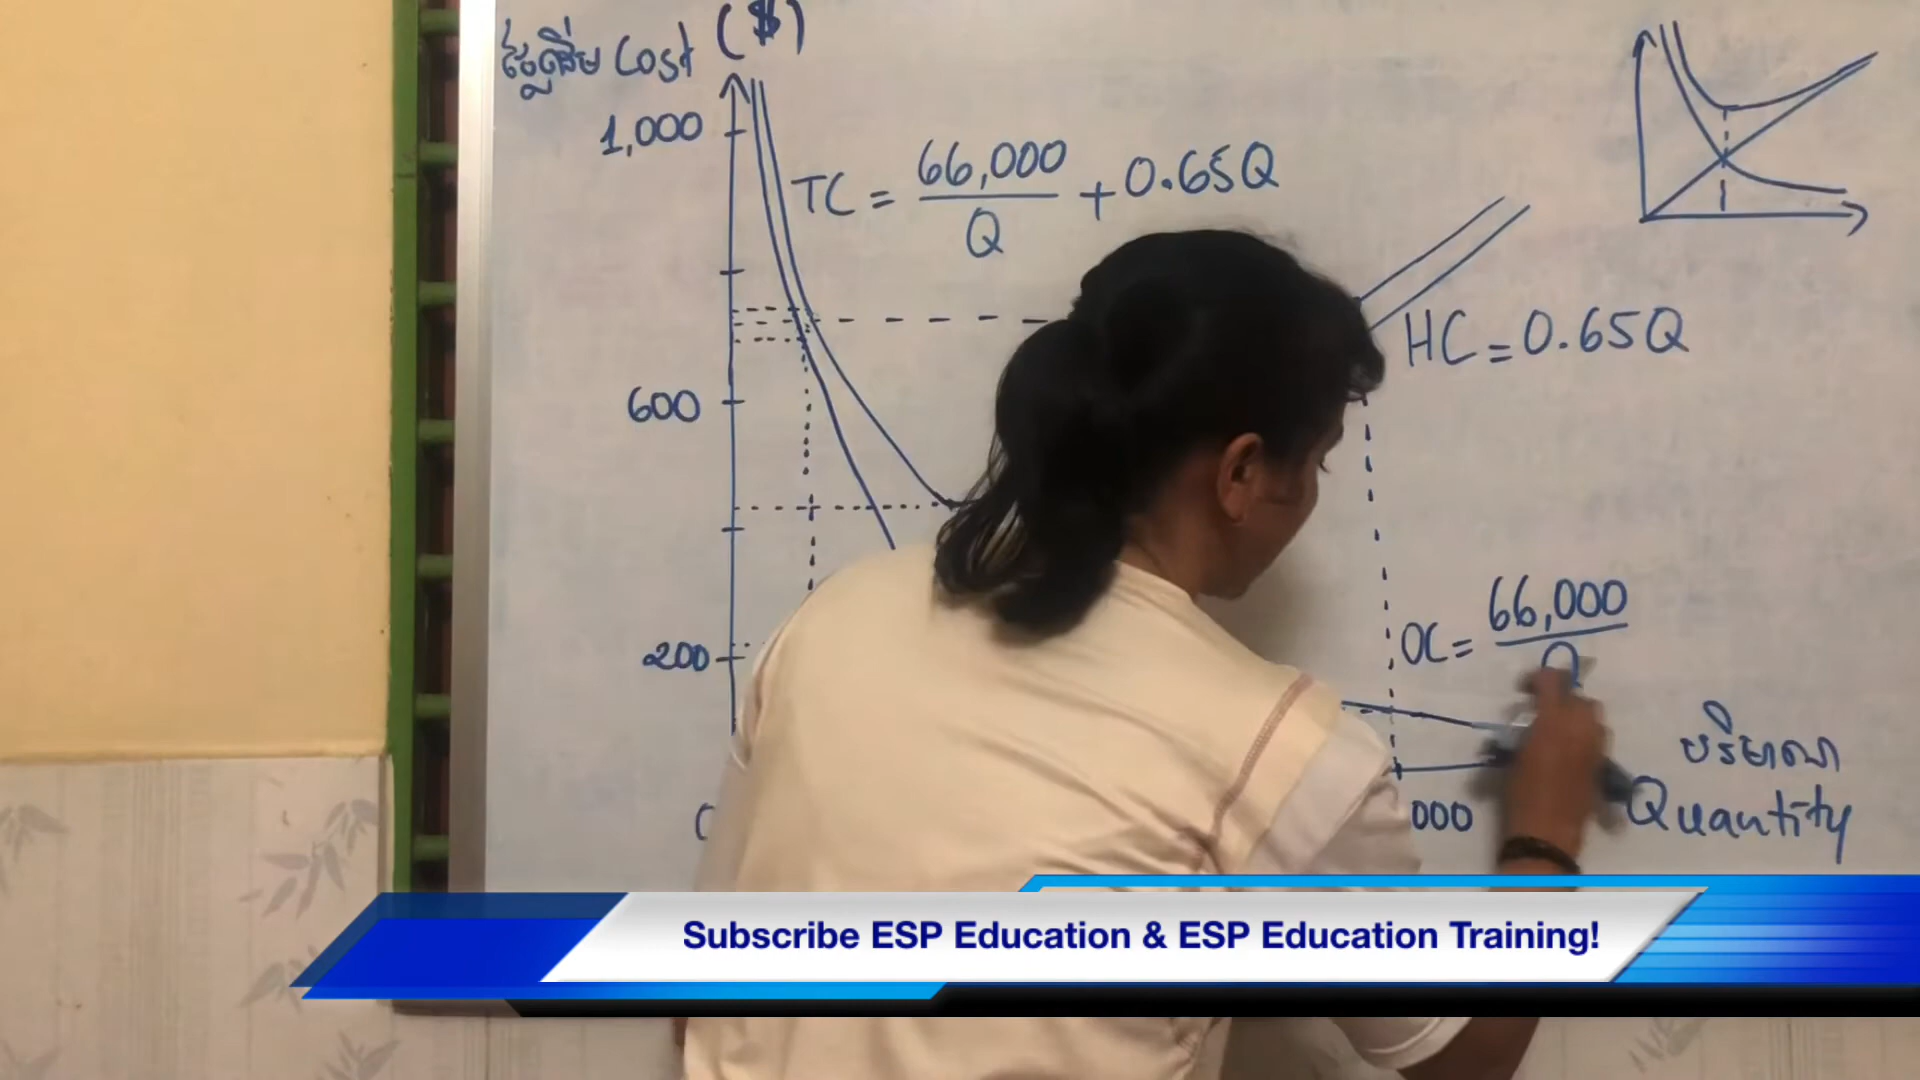 ថ្លៃដើម Cost ($)
1,000
TC = 66,000/Q + 0.65Q
HC = 0.65Q
600
OC = 66,000/Q
200
បរិមាណ
Quantity
000
Subscribe ESP Education & ESP Education Training!